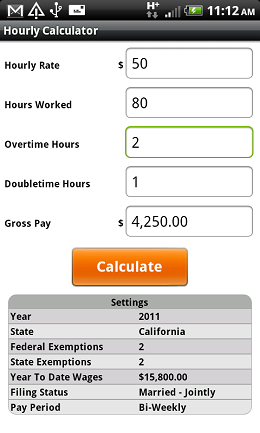 H+ 11:12 AM
Hourly Calculator
Hourly Rate $ 50
Hours Worked 80
Overtime Hours 2
Doubletime Hours 1
Gross Pay $ 4,250.00
Calculate
Settings
Year 2011
State California
Federal Exemptions 2
State Exemptions 2
Year To Date Wages $15,800.00
Filing Status Married - Jointly
Pay Period Bi-Weekly